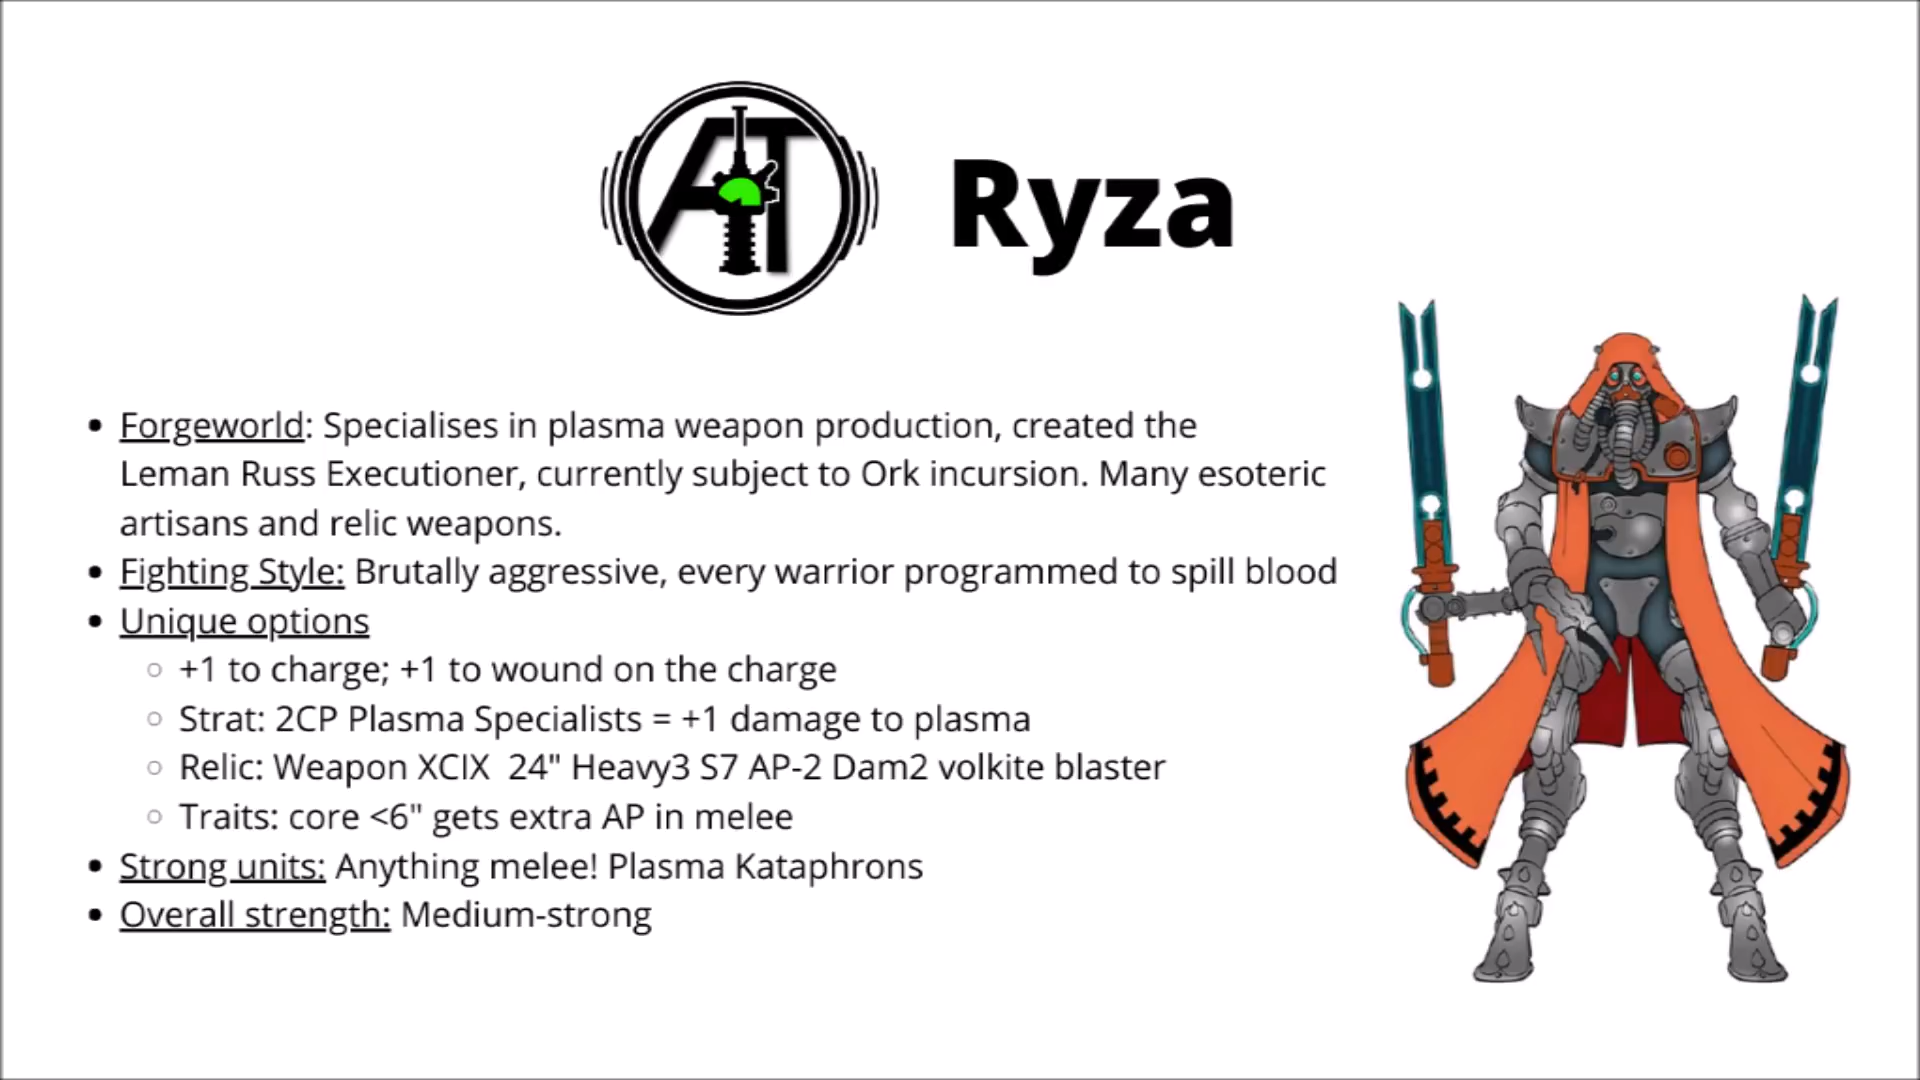 AT
Ryza
Forgeworld: Specialises in plasma weapon production, created the
Leman Russ Executioner, currently subject to Ork incursion. Many esoteric
artisans and relic weapons.
Fighting Style: Brutally aggressive, every warrior programmed to spill blood
Unique options
+1 to charge; +1 to wound on the charge
Strat: 2CP Plasma Specialists = +1 damage to plasma
Relic: Weapon XCIX  24" Heavy3 S7 AP-2 Dam2 volkite blaster
Traits: core <6" gets extra AP in melee
Strong units: Anything melee! Plasma Kataphrons
Overall strength: Medium-strong